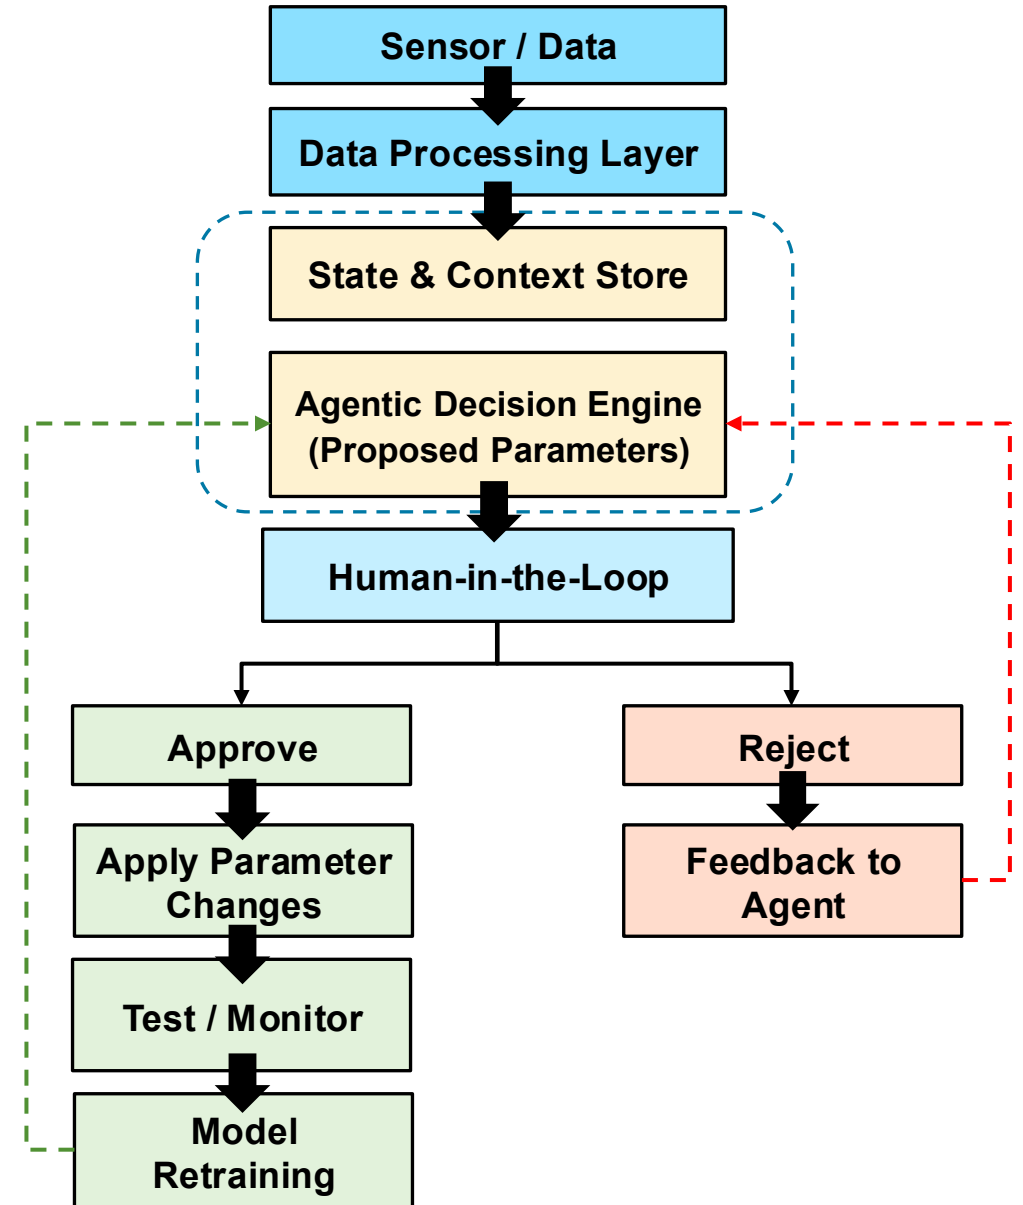 Sensor / Data
Data Processing Layer
State & Context Store
Agentic Decision Engine
(Proposed Parameters)
Human-in-the-Loop
Approve
Reject
Apply Parameter
Changes
Feedback to
Agent
Test / Monitor
Model
Retraining